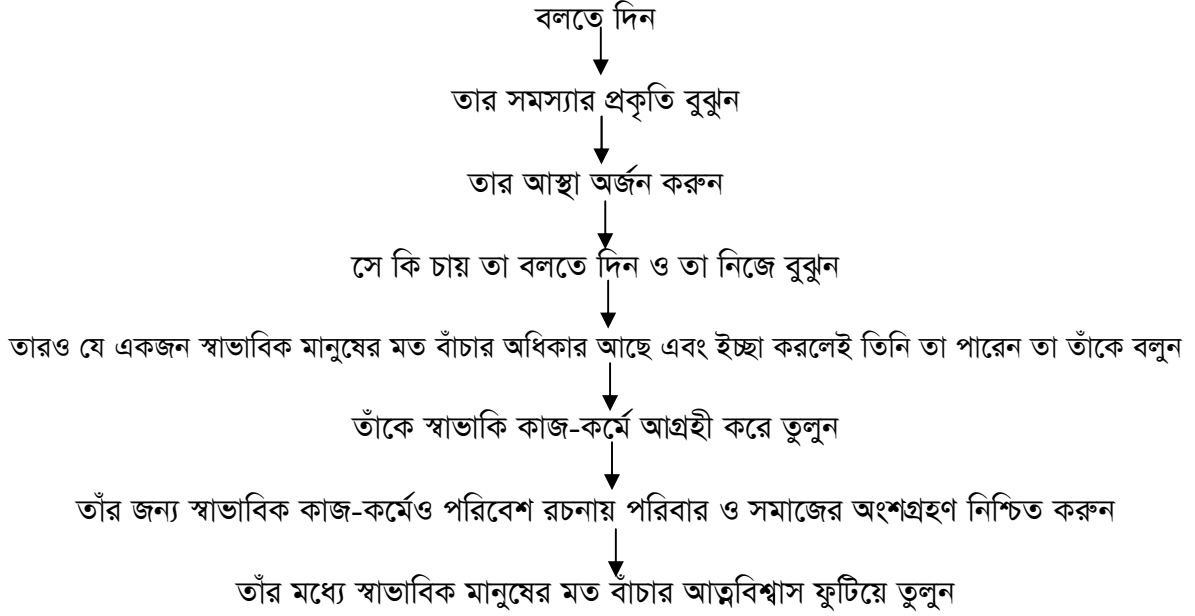 বলতে দিন
তার সমস্যার প্রকৃতি বুঝুন
তার আস্থা অর্জন করুন
সে কি চায় তা বলতে দিন ও তা নিজে বুঝুন
তারও যে একজন স্বাভাবিক মানুষের মত বাঁচার অধিকার আছে এবং ইচ্ছা করলেই তিনি তা পারেন তা তাঁকে বলুন
তাঁকে স্বাভাকি কাজ-কর্মে আগ্রহী করে তুলুন
তাঁর জন্য স্বাভাবিক কাজ-কর্মেও পরিবেশ রচনায় পরিবার ও সমাজের অংশগ্রহণ নিশ্চিত করুন
তাঁর মধ্যে স্বাভাবিক মানুষের মত বাঁচার আত্নবিশ্বাস ফুটিয়ে তুলুন